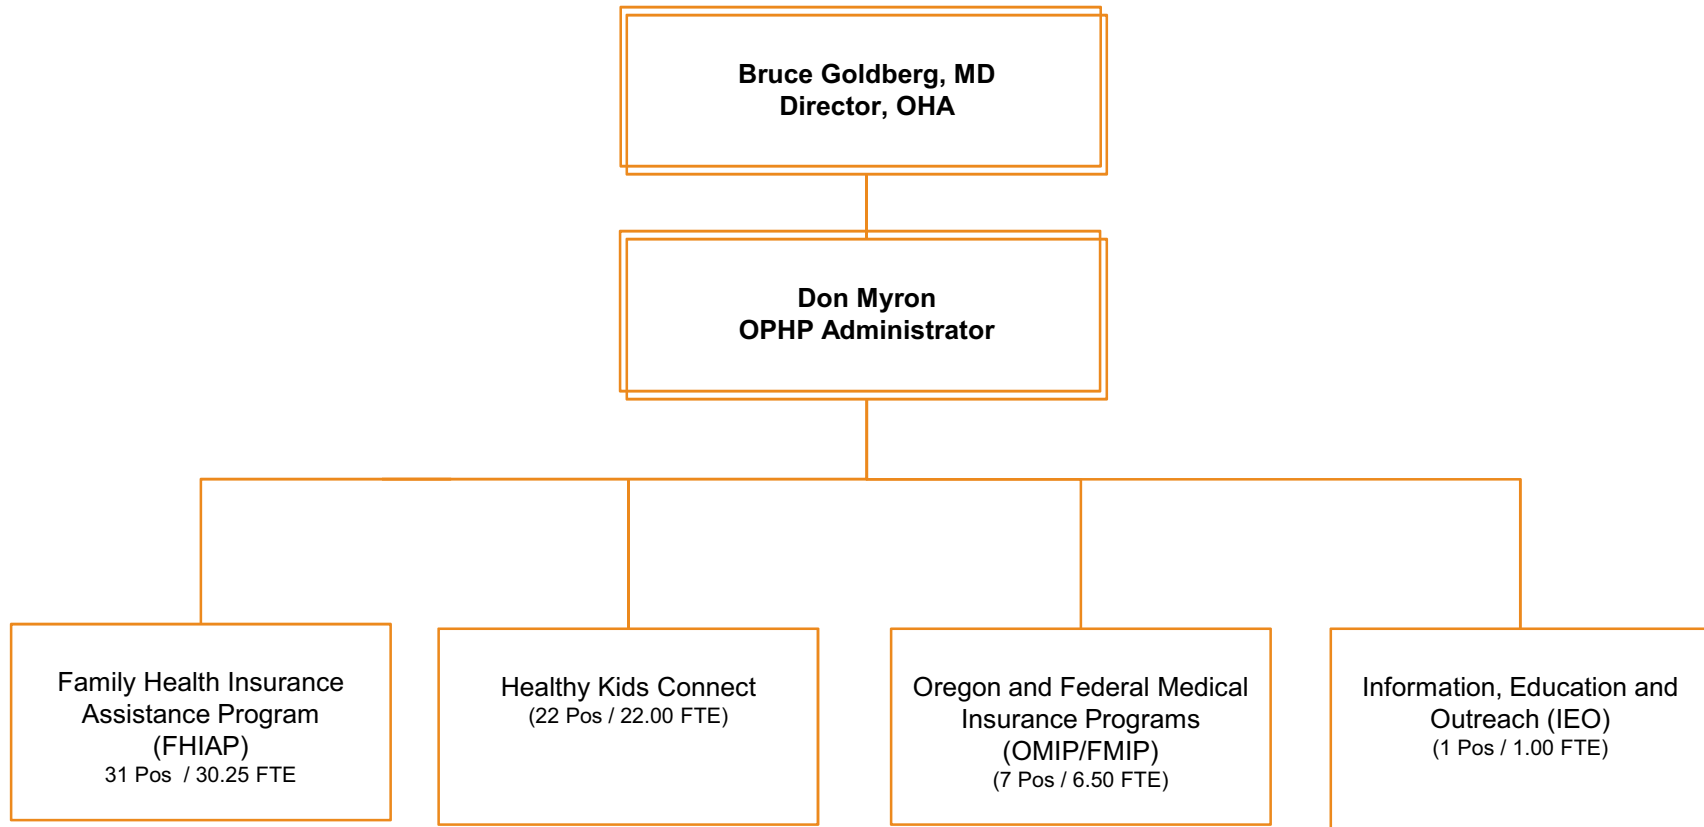 Bruce Goldberg, MD
Director, OHA
Don Myron
OPHP Administrator
Family Health Insurance
Assistance Program
(FHIAP)
31 Pos / 30.25 FTE
Healthy Kids Connect
(22 Pos / 22.00 FTE)
Oregon and Federal Medical
Insurance Programs
(OMIP/FMIP)
(7 Pos / 6.50 FTE)
Information, Education and
Outreach (IEO)
(1 Pos / 1.00 FTE)